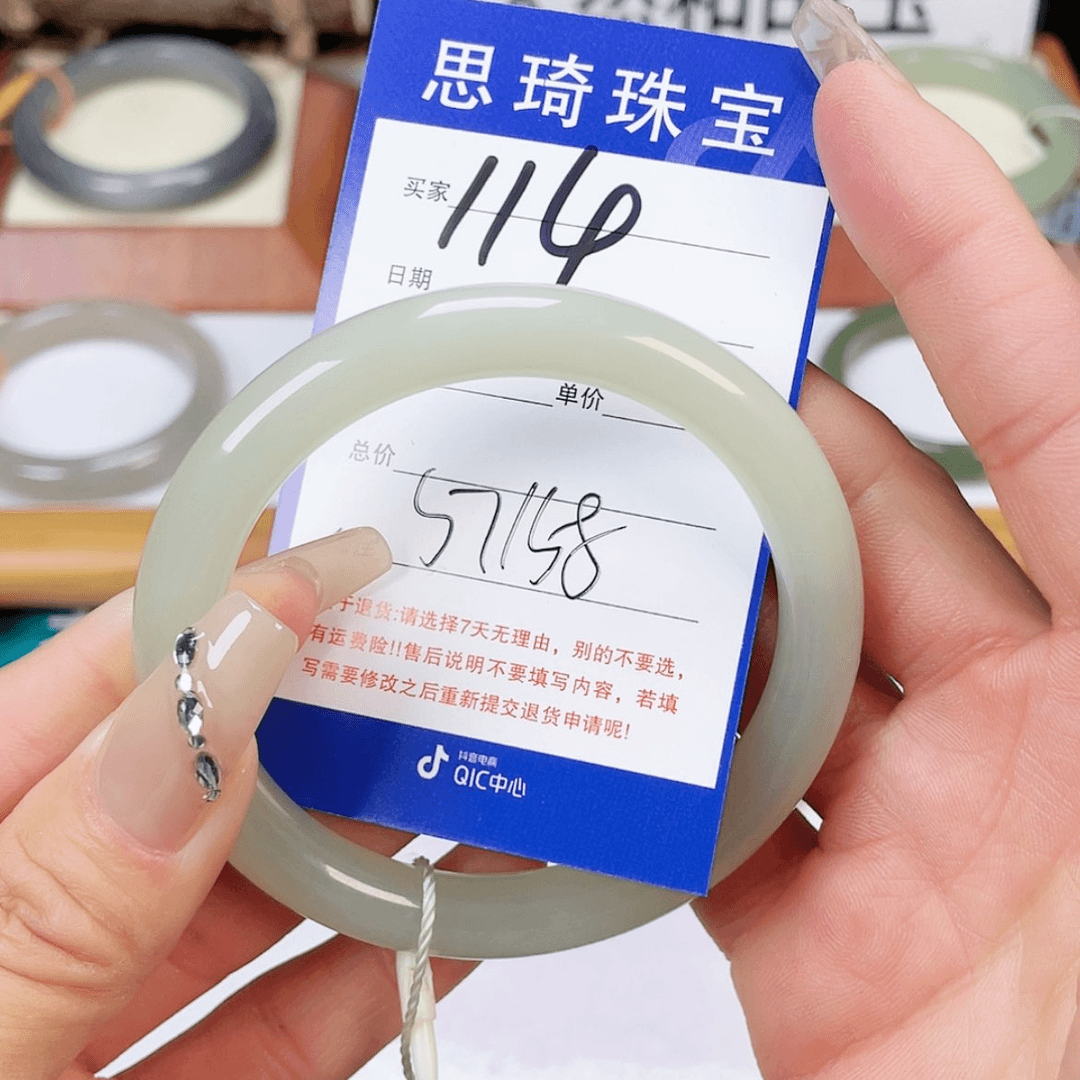 思琦珠宝
买家 114
日期
单价
总价
57 1158
退货:请选择7天无理由，别的不要选，
有运费险!!售后说明不要填写内容，若填
写需要修改之后重新提交退货申请呢!
抖音电商
QIC中心